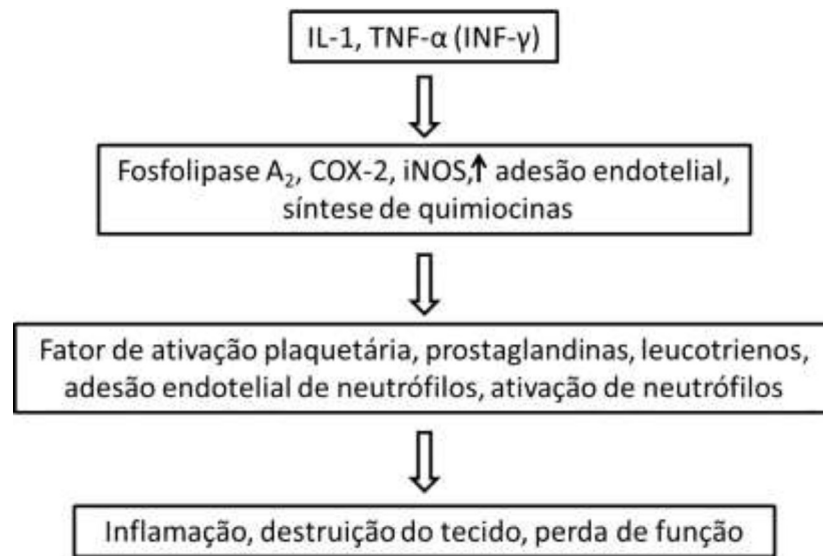 IL-1, TNF-α (INF-γ)
Fosfolipase A₂, COX-2, iNOS,↑ adesão endotelial,
síntese de quimiocinas
Fator de ativação plaquetária, prostaglandinas, leucotrienos,
adesão endotelial de neutrófilos, ativação de neutrófilos
Inflamação, destruição do tecido, perda de função